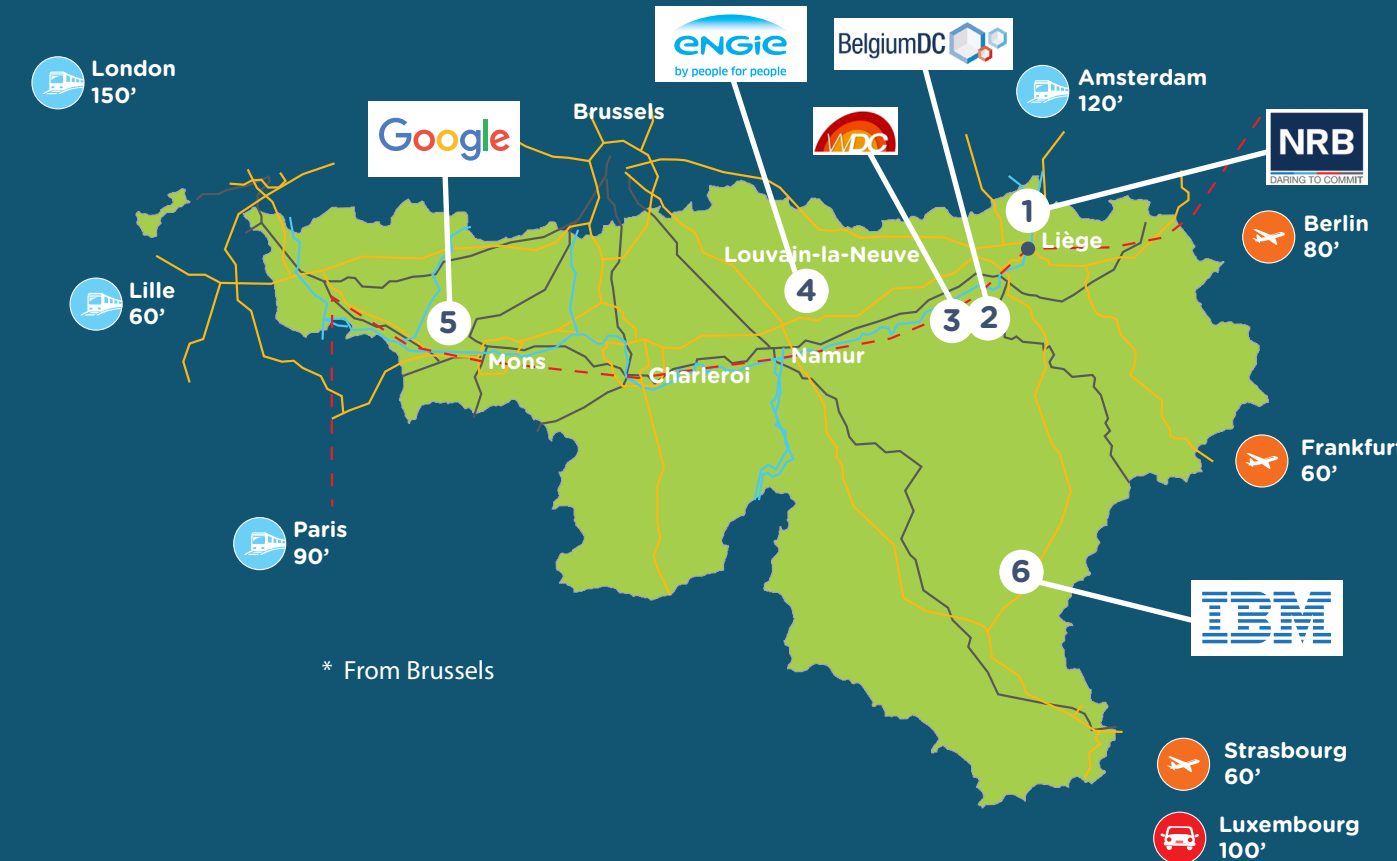 London
150’
Google
Brussels
ENGIE
by people for people
BelgiumDC
WDC
Amsterdam
120’
NRB
DARING TO COMMIT
1
Liège
Berlin
80’
Louvain-la-Neuve
4
Lille
60’
5
3
2
Mons
Charleroi
Namur
Frankfurt
60’
Paris
90’
6
IBM
* From Brussels
Strasbourg
60’
Luxembourg
100’